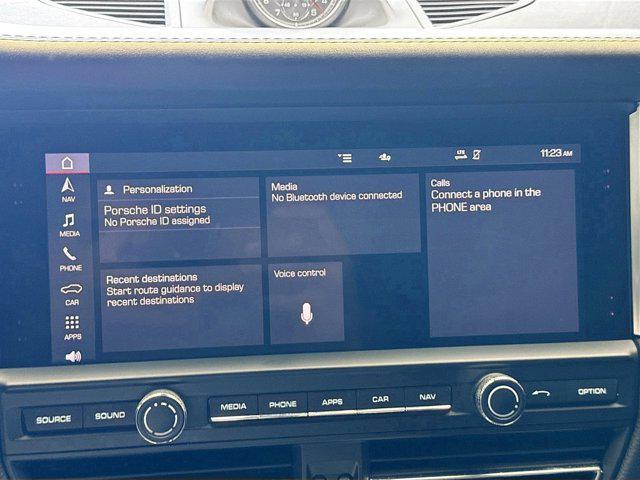 LTE
11:23 AM
NAV
MEDIA
PHONE
CAR
APPS
Personalization
Porsche ID settings
No Porsche ID assigned
Media
No Bluetooth device connected
Calls
Connect a phone in the
PHONE area
Recent destinations
Start route guidance to display
recent destinations
Voice control
SOURCE
SOUND
MEDIA
PHONE
APPS
CAR
NAV
OPTION